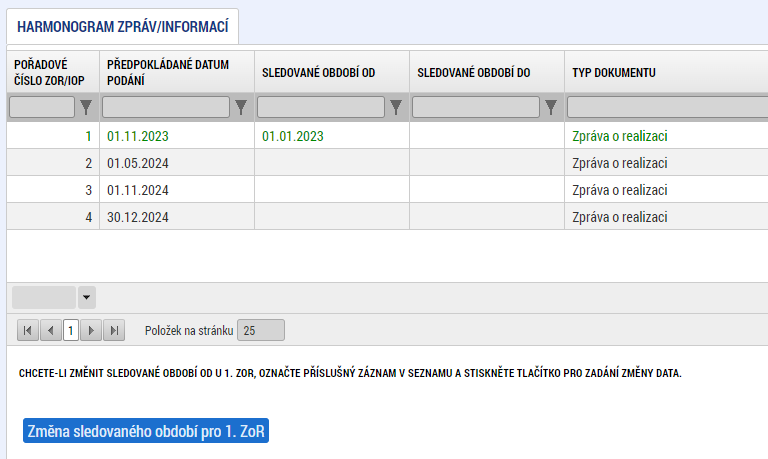 HARMONOGRAM ZPRÁV/INFORMACÍ
POŘADOVÉ ČÍSLO ZOR/IOP PŘEDPOKLÁDANÉ DATUM PODÁNÍ SLEDOVANÉ OBDOBÍ OD SLEDOVANÉ OBDOBÍ DO TYP DOKUMENTU
1 01.11.2023 01.01.2023 Zpráva o realizaci
2 01.05.2024 Zpráva o realizaci
3 01.11.2024 Zpráva o realizaci
4 30.12.2024 Zpráva o realizaci
1 Položek na stránku 25
CHCETE-LI ZMĚNIT SLEDOVANÉ OBDOBÍ OD U 1. ZOR, OZNAČTE PŘÍSLUŠNÝ ZÁZNAM V SEZNAMU A STISKNĚTE TLAČÍTKO PRO ZADÁNÍ ZMĚNY DATA.
Změna sledovaného období pro 1. ZoR